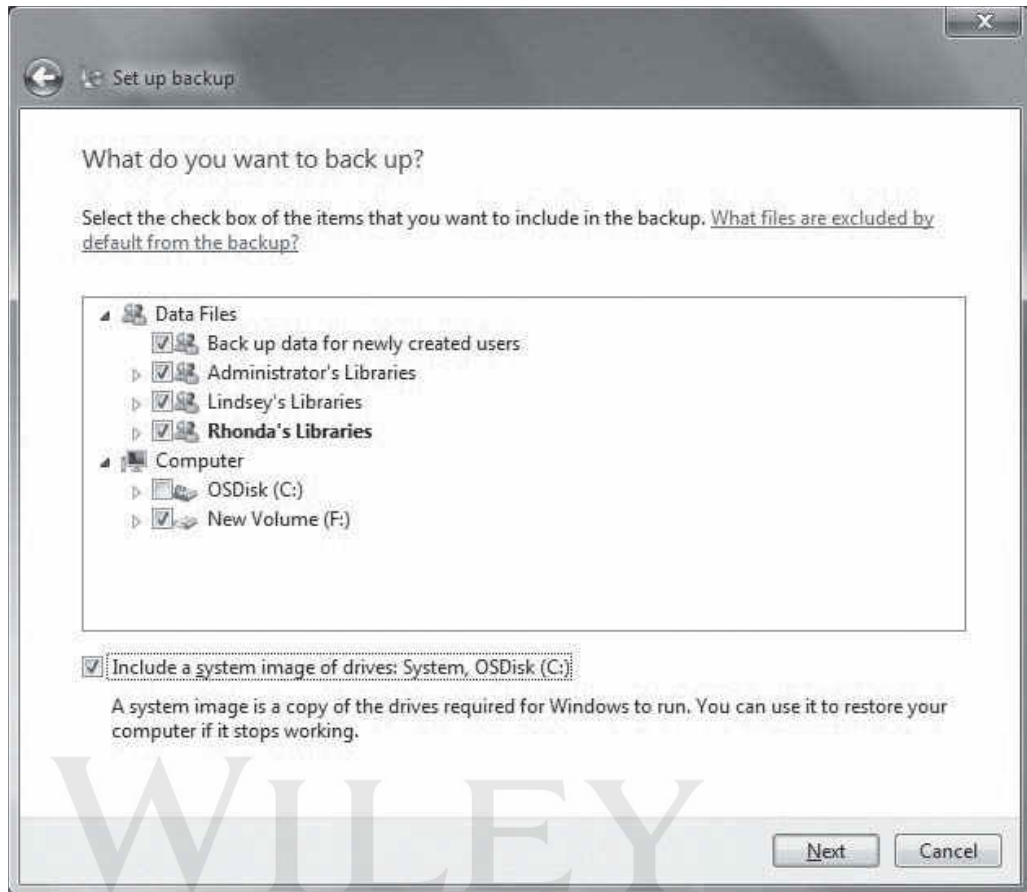 Set up backup
What do you want to back up?
Select the check box of the items that you want to include in the backup. What files are excluded by
default from the backup?
Data Files
Back up data for newly created users
Administrator's Libraries
Lindsey's Libraries
Rhonda's Libraries
Computer
OSDisk (C:)
New Volume (F:)
Include a system image of drives: System, OSDisk (C:)
A system image is a copy of the drives required for Windows to run. You can use it to restore your
computer if it stops working.
WILEY
Next Cancel